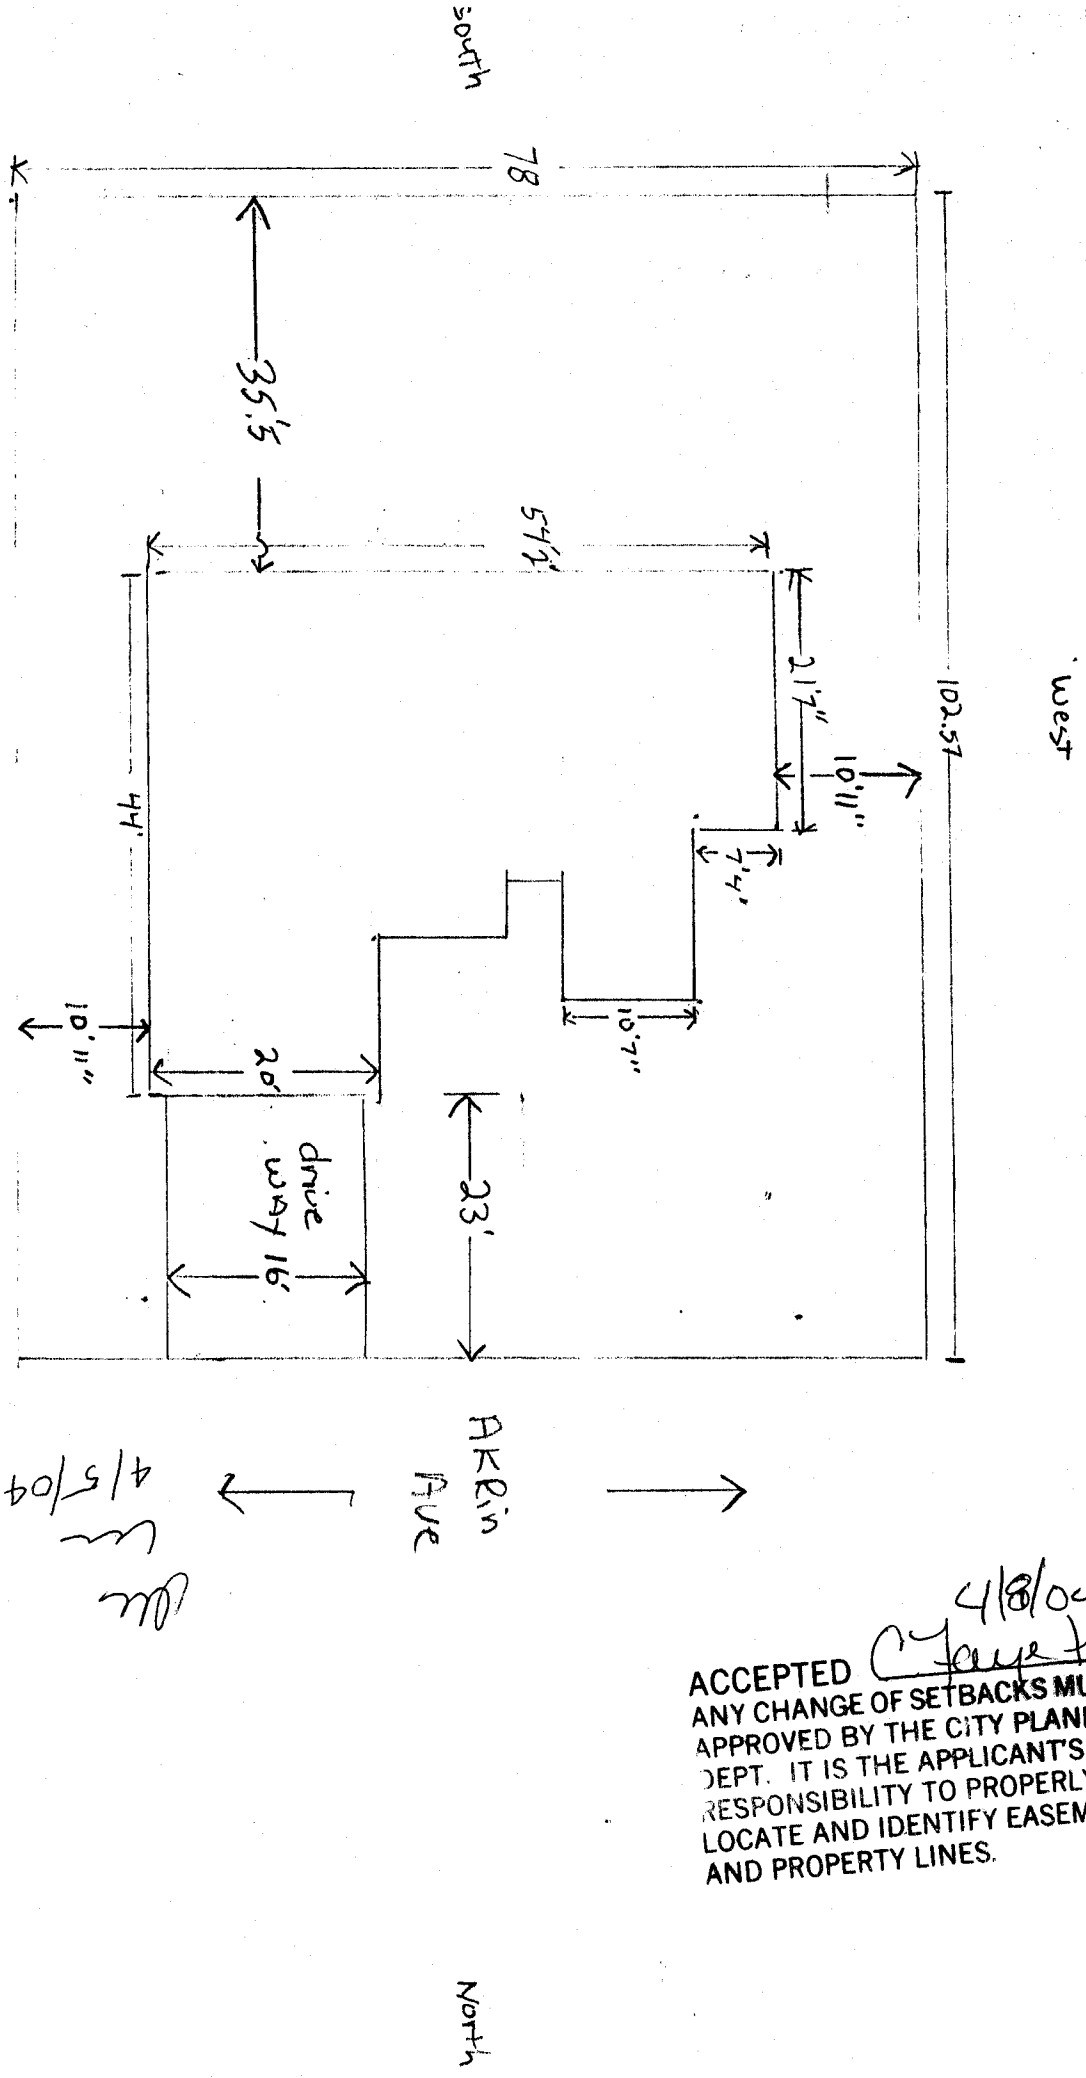 south
west
78
102.57
35'.5
54'2"
21'7"
10'11"
7'4"
44'
10'7"
10'11"
20'
23'
drive
way 16'
AKRin
Ave
4/5/04
4/8/04
ACCEPTED C Faye
ANY CHANGE OF SETBACKS MU
APPROVED BY THE CITY PLAN
DEPT. IT IS THE APPLICANT'S
RESPONSIBILITY TO PROPERLY
LOCATE AND IDENTIFY EASEM
AND PROPERTY LINES.
North